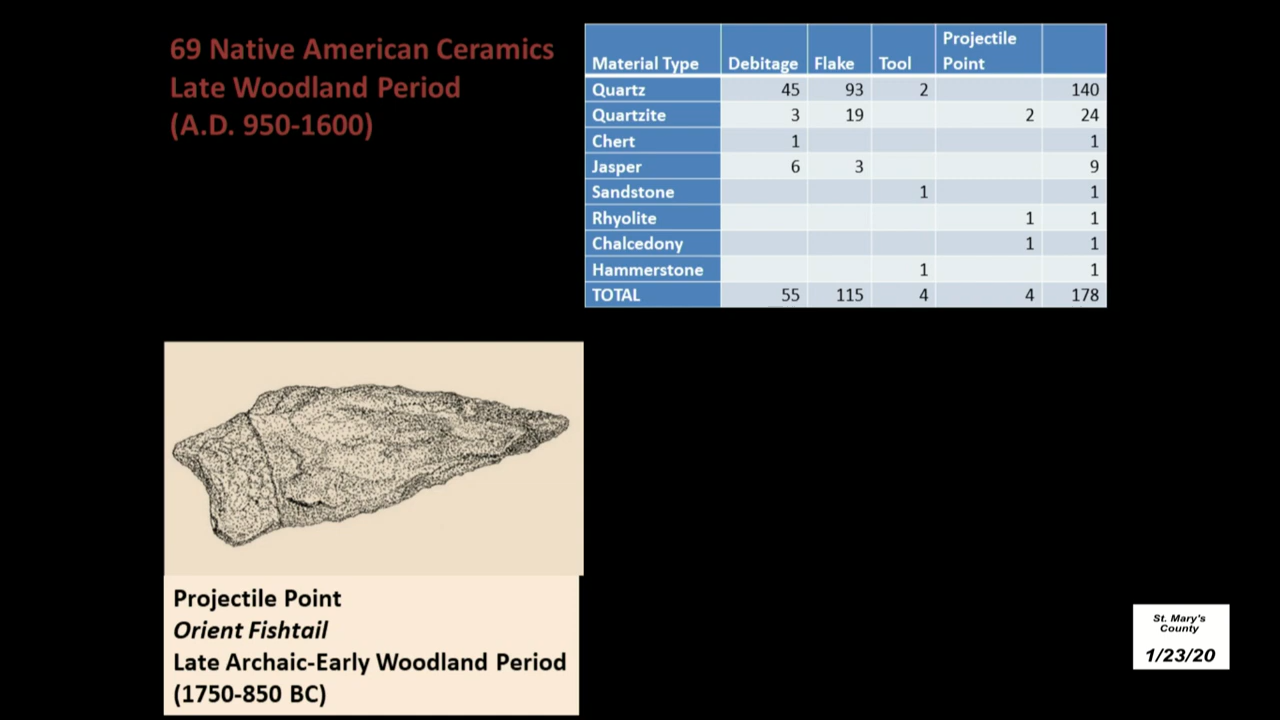 69 Native American Ceramics
Late Woodland Period
(A.D. 950-1600)
Material Type Debitage Flake Tool Projectile Point
Quartz 45 93 2 140
Quartzite 3 19 2 24
Chert 1 1
Jasper 6 3 9
Sandstone 1 1
Rhyolite 1 1
Chalcedony 1 1
Hammerstone 1 1
TOTAL 55 115 4 4 178
Projectile Point
Orient Fishtail
Late Archaic-Early Woodland Period
(1750-850 BC)
St. Mary's
County
1/23/20